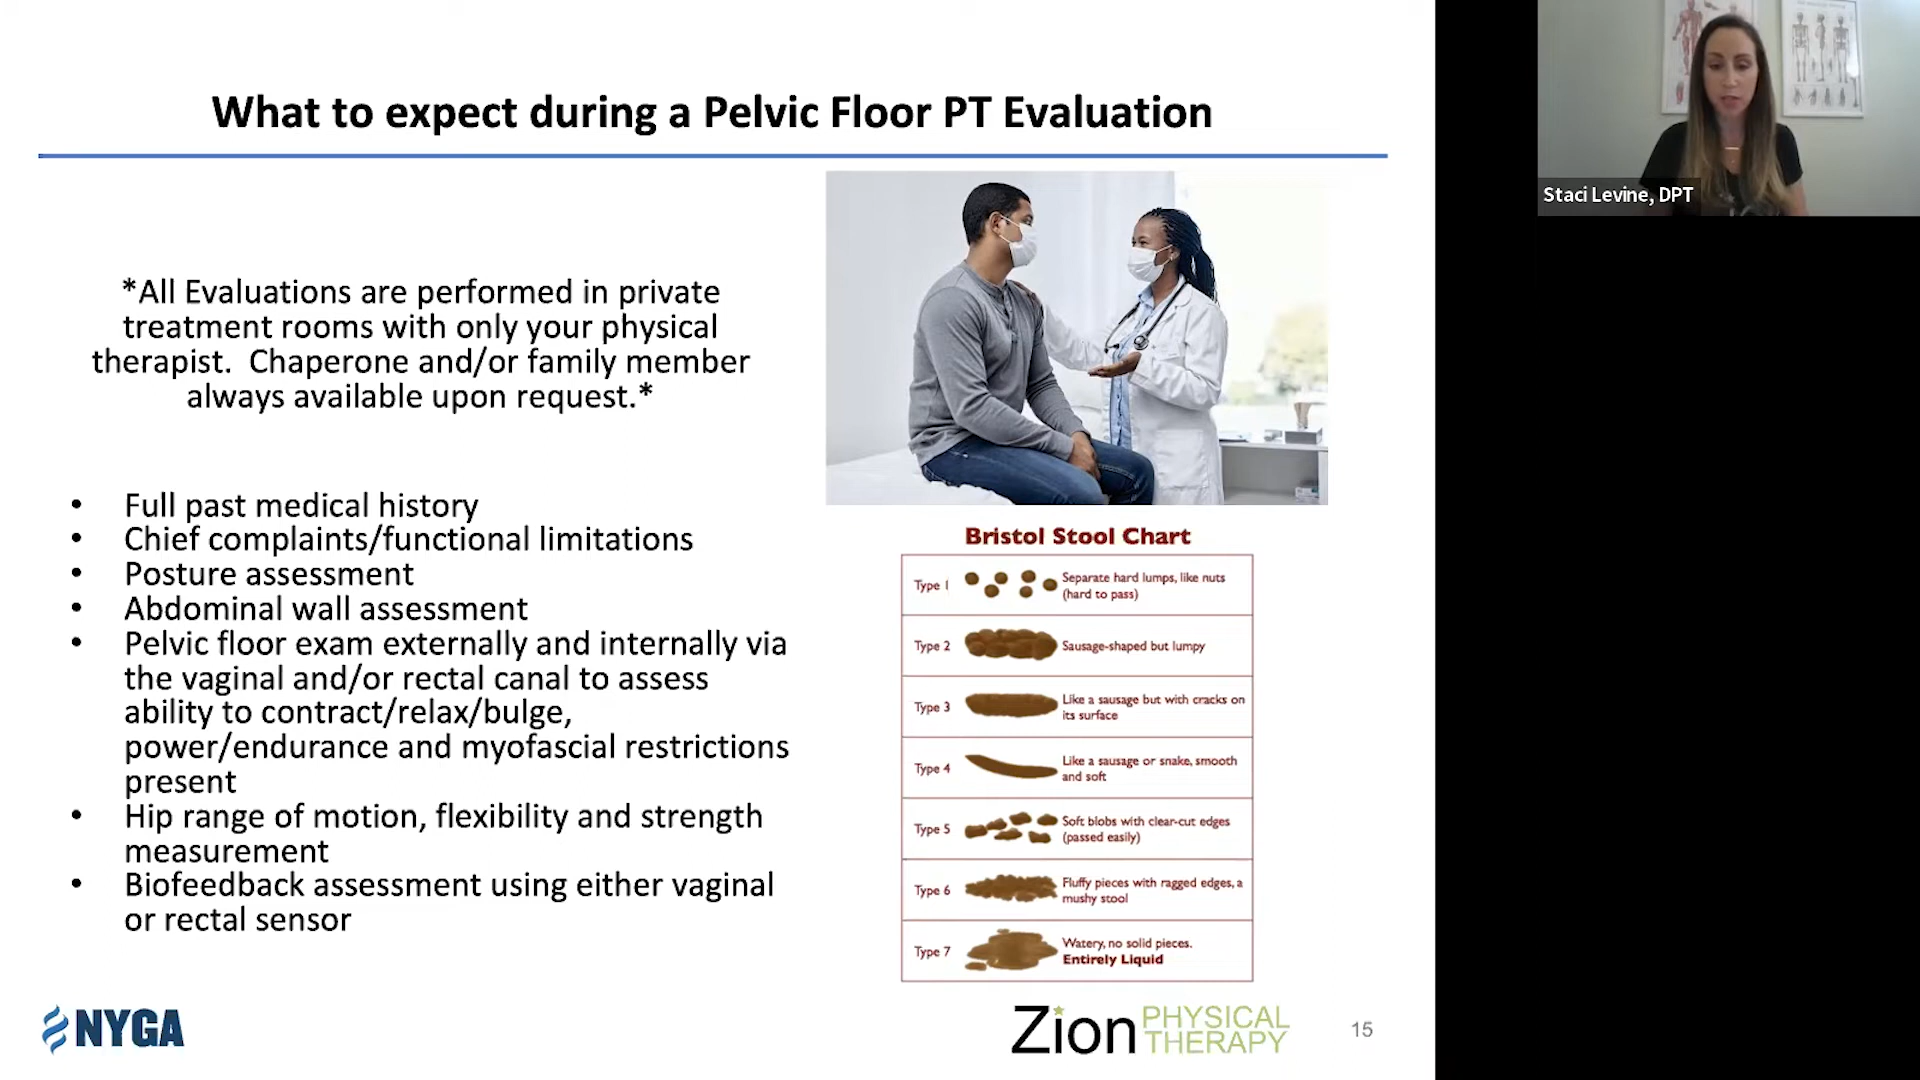 What to expect during a Pelvic Floor PT Evaluation
*All Evaluations are performed in private
treatment rooms with only your physical
therapist.  Chaperone and/or family member
always available upon request.*
• Full past medical history
• Chief complaints/functional limitations
• Posture assessment
• Abdominal wall assessment
• Pelvic floor exam externally and internally via
the vaginal and/or rectal canal to assess
ability to contract/relax/bulge,
power/endurance and myofascial restrictions
present
• Hip range of motion, flexibility and strength
measurement
• Biofeedback assessment using either vaginal
or rectal sensor
Bristol Stool Chart
Type 1
Separate hard lumps, like nuts
(hard to pass)
Type 2
Sausage-shaped but lumpy
Type 3
Like a sausage but with cracks on
its surface
Type 4
Like a sausage or snake, smooth
and soft
Type 5
Soft blobs with clear-cut edges
(passed easily)
Type 6
Fluffy pieces with ragged edges, a
mushy stool
Type 7
Watery, no solid pieces.
Entirely Liquid
NYGA
Zion PHYSICAL
THERAPY
15
Staci Levine, DPT